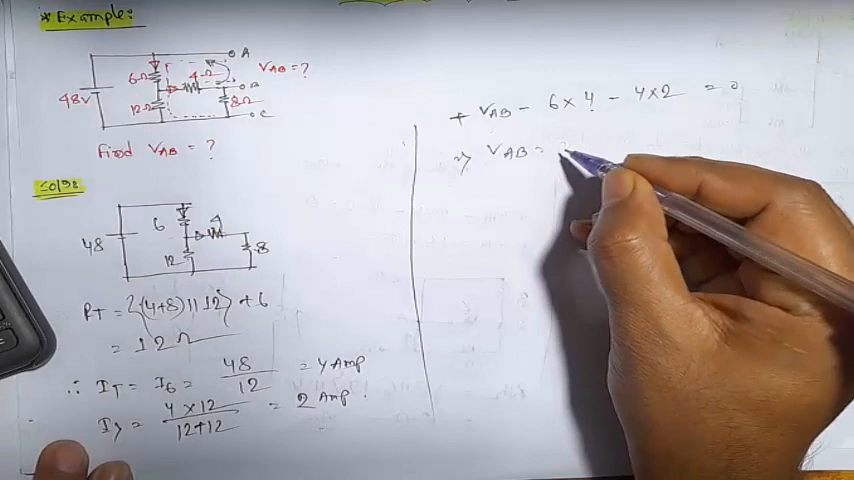 * Example:
A
6Ω
4Ω
VAB = ?
48V
B
12Ω
8Ω
C
Find VAB = ?
6
4
48
12
8
RT = {(4+8) || 12} + 6
= 12 Ω
∴ IT = I6 = 48/12 = 4 Amp
= 4×12/12+12 = 2 Amp.
+ VAB - 6×4 - 4×2 = 0
⇒ VAB =